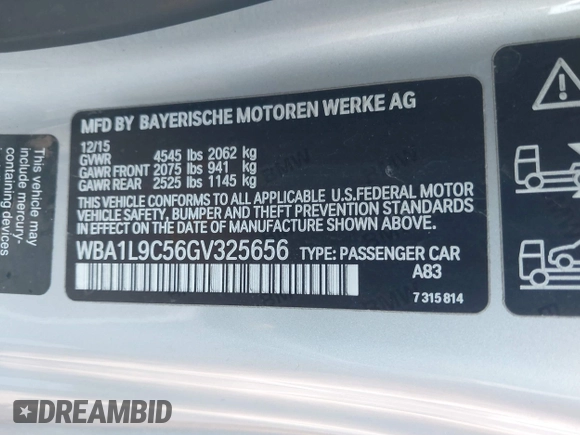 This vehicle may
include mercury-
MFD BY BAYERISCHE MOTOREN WERKE AG
12/15
GVWR 4545 lbs 2062 kg
GAWR FRONT 2075 lbs 941 kg
GAWR REAR 2525 lbs 1145 kg
THIS VEHICLE CONFORMS TO ALL APPLICABLE U.S.FEDERAL MOTOR
VEHICLE SAFETY, BUMPER AND THEFT PREVENTION STANDARDS
IN EFFECT ON THE DATE OF MANUFACTURE SHOWN ABOVE.
WBA1L9C56GV325656 TYPE: PASSENGER CAR
A83
7 315 814
DREAMBID